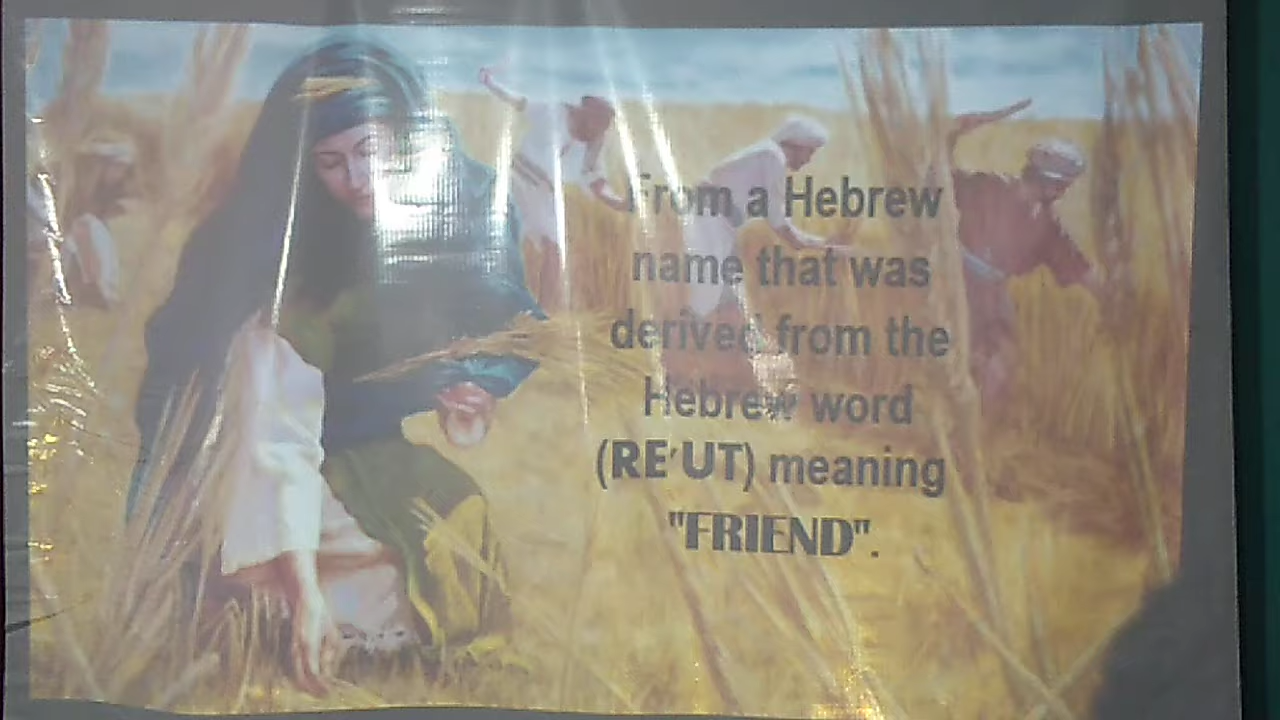 From a Hebrew
name that was
derived from the
Hebrew word
(RE'UT) meaning
"FRIEND".